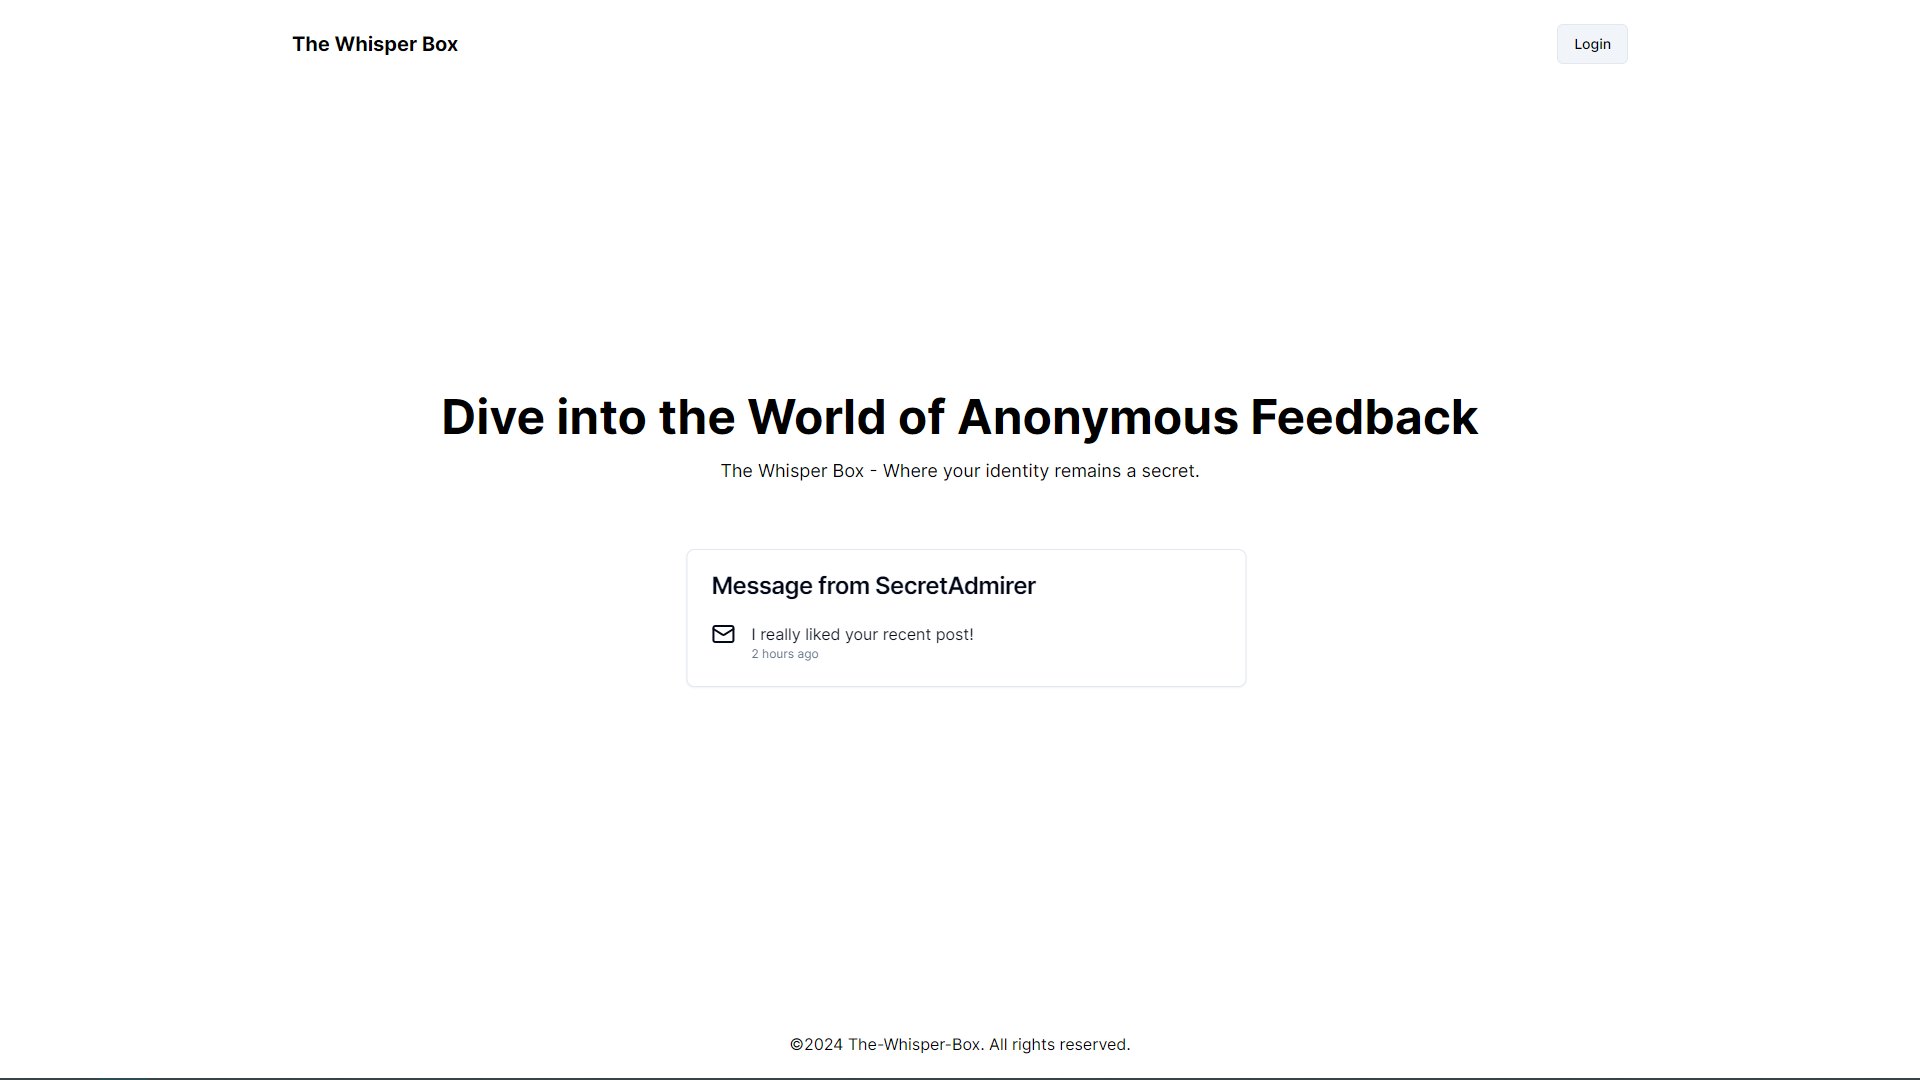 The Whisper Box
Login
Dive into the World of Anonymous Feedback
The Whisper Box - Where your identity remains a secret.
Message from SecretAdmirer
I really liked your recent post!
2 hours ago
©2024 The-Whisper-Box. All rights reserved.